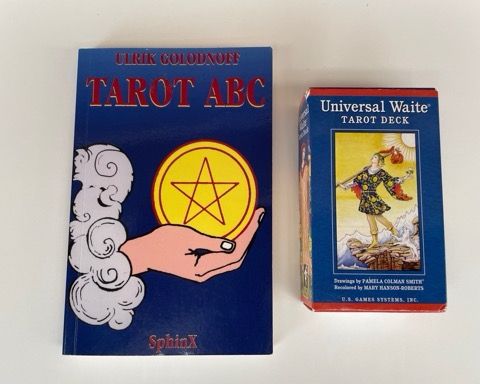 ULRIK GOLODNOFF
TAROT ABC
SphinX
Universal Waite®
TAROT DECK
Drawings by PAMELA COLMAN SMITH
Recolored by MARY HANSON-ROBERTS
U.S. GAMES SYSTEMS, INC.